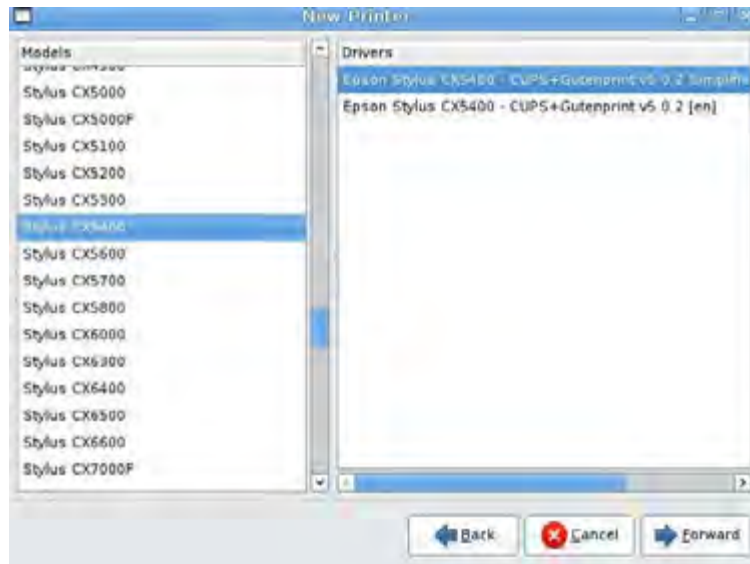 New Printer
Models
Stylus CX5000
Stylus CX5000F
Stylus CX5100
Stylus CX5200
Stylus CX5300
Stylus CX5400
Stylus CX5600
Stylus CX5700
Stylus CX5800
Stylus CX6000
Stylus CX6300
Stylus CX6400
Stylus CX6500
Stylus CX6600
Stylus CX7000F
Drivers
Epson Stylus CX5400 - CUPS+Gutenprint v5.0.2 Simplifie
Epson Stylus CX5400 - CUPS+Gutenprint v5.0.2 [en]
Back
Cancel
Forward